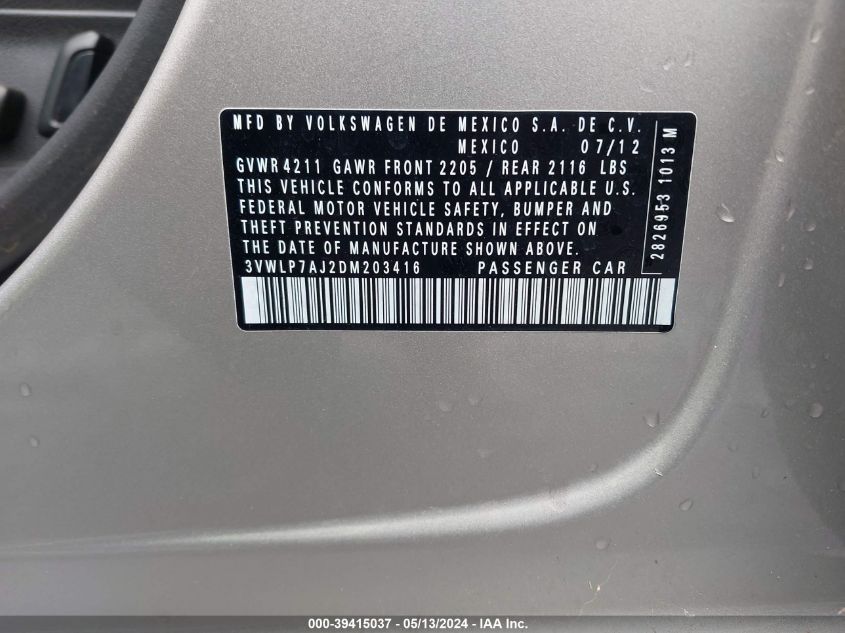 MFD BY VOLKSWAGEN DE MEXICO S.A. DE C.V.
MEXICO 07/12
GVWR 4211 GAWR FRONT 2205 / REAR 2116 LBS
THIS VEHICLE CONFORMS TO ALL APPLICABLE U.S.
FEDERAL MOTOR VEHICLE SAFETY, BUMPER AND
THEFT PREVENTION STANDARDS IN EFFECT ON
THE DATE OF MANUFACTURE SHOWN ABOVE.
3VWLP7AJ2DM203416 PASSENGER CAR
2826953 1013 M
000-39415037 - 05/13/2024 - IAA Inc.